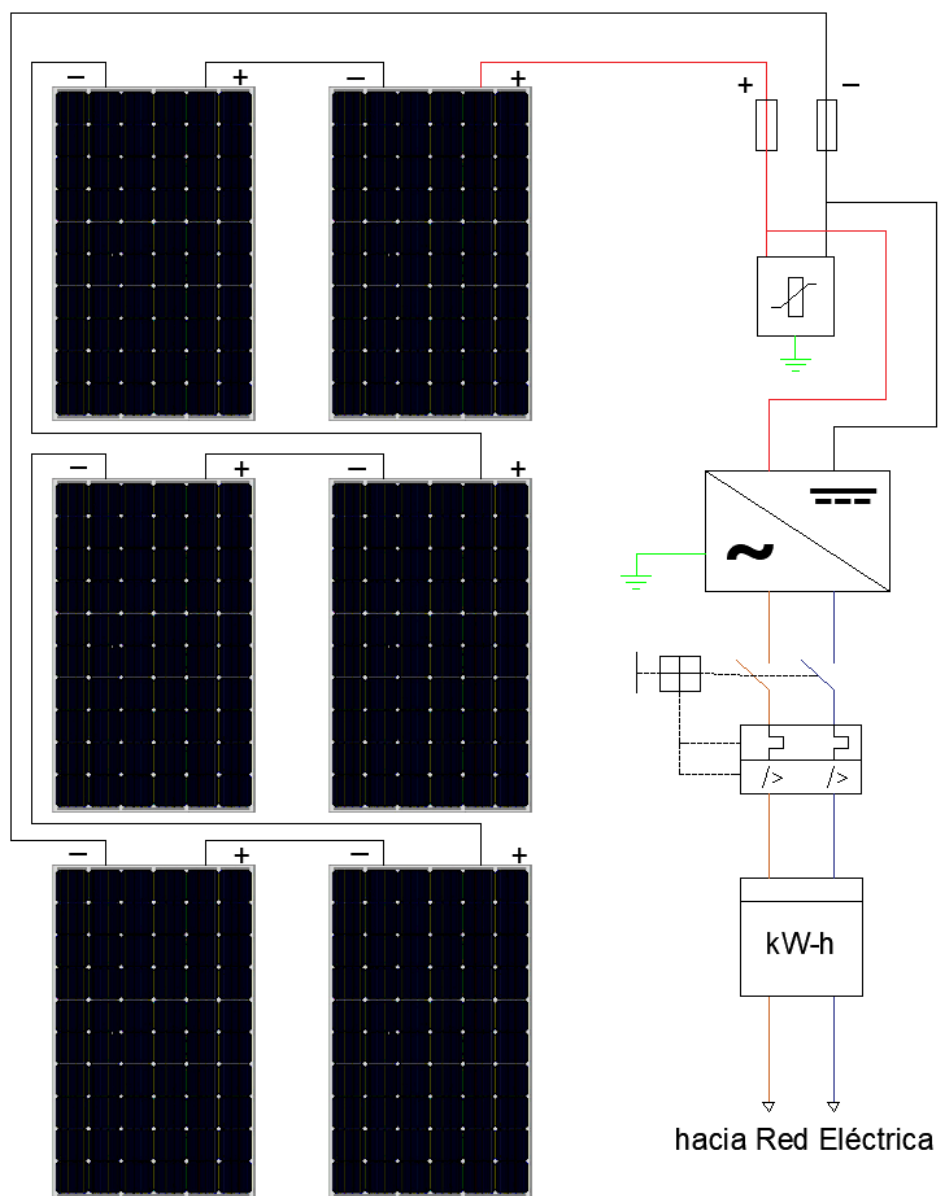 − + − +
+ −
− + − +
~
− + − +
kW-h
hacia Red Eléctrica